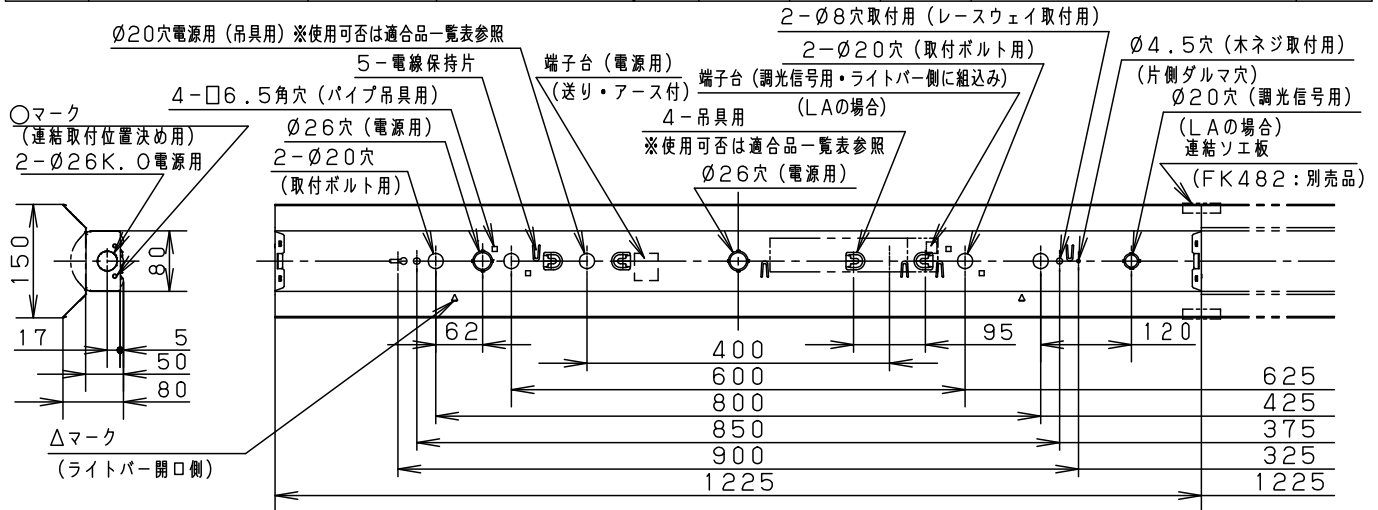 2-Ø8穴取付用(レースウェイ取付用)
Ø20穴電源用(吊具用)※使用可否は適合品一覧表参照
2-Ø20穴(取付ボルト用)
Ø4.5穴(木ネジ取付用)
(片側ダルマ穴)
5-電線保持片
端子台(電源用)
(送り・アース付)
端子台(調光信号用・ライトバー側に組込み)
(LAの場合)
Ø20穴(調光信号用)
(LAの場合)
4-□6.5角穴(パイプ吊具用)
○マーク
(連結取付位置決め用)
2-Ø26K.O電源用
Ø26穴(電源用)
2-Ø20穴
(取付ボルト用)
4-吊具用
※使用可否は適合品一覧表参照
Ø26穴(電源用)
連結ソエ板
(FK482:別売品)
150
80
17
5
50
80
62
400
95
120
600
625
800
425
850
375
900
325
1225
1225
△マーク
(ライトバー開口側)